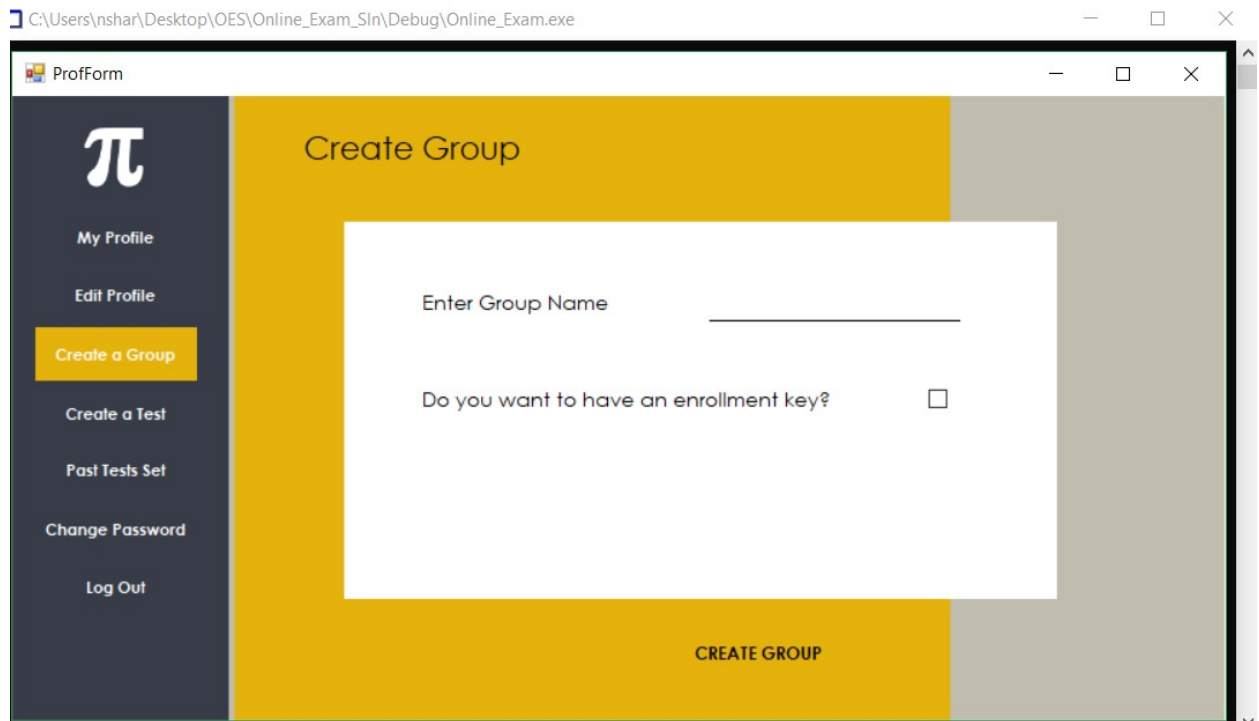 C:\Users\nshar\Desktop\OES\Online_Exam_Sln\Debug\Online_Exam.exe
ProfForm
π
My Profile
Edit Profile
Create a Group
Create a Test
Past Tests Set
Change Password
Log Out
Create Group
Enter Group Name
Do you want to have an enrollment key?
CREATE GROUP